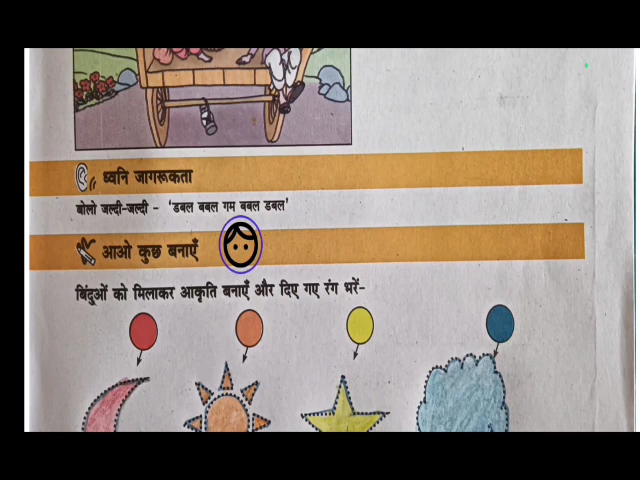 ध्वनि जागरूकता
बोलो जल्दी-जल्दी - 'डबल बबल गम बबल डबल'
आओ कुछ बनाएँ
बिंदुओं को मिलाकर आकृति बनाएँ और दिए गए रंग भरें-